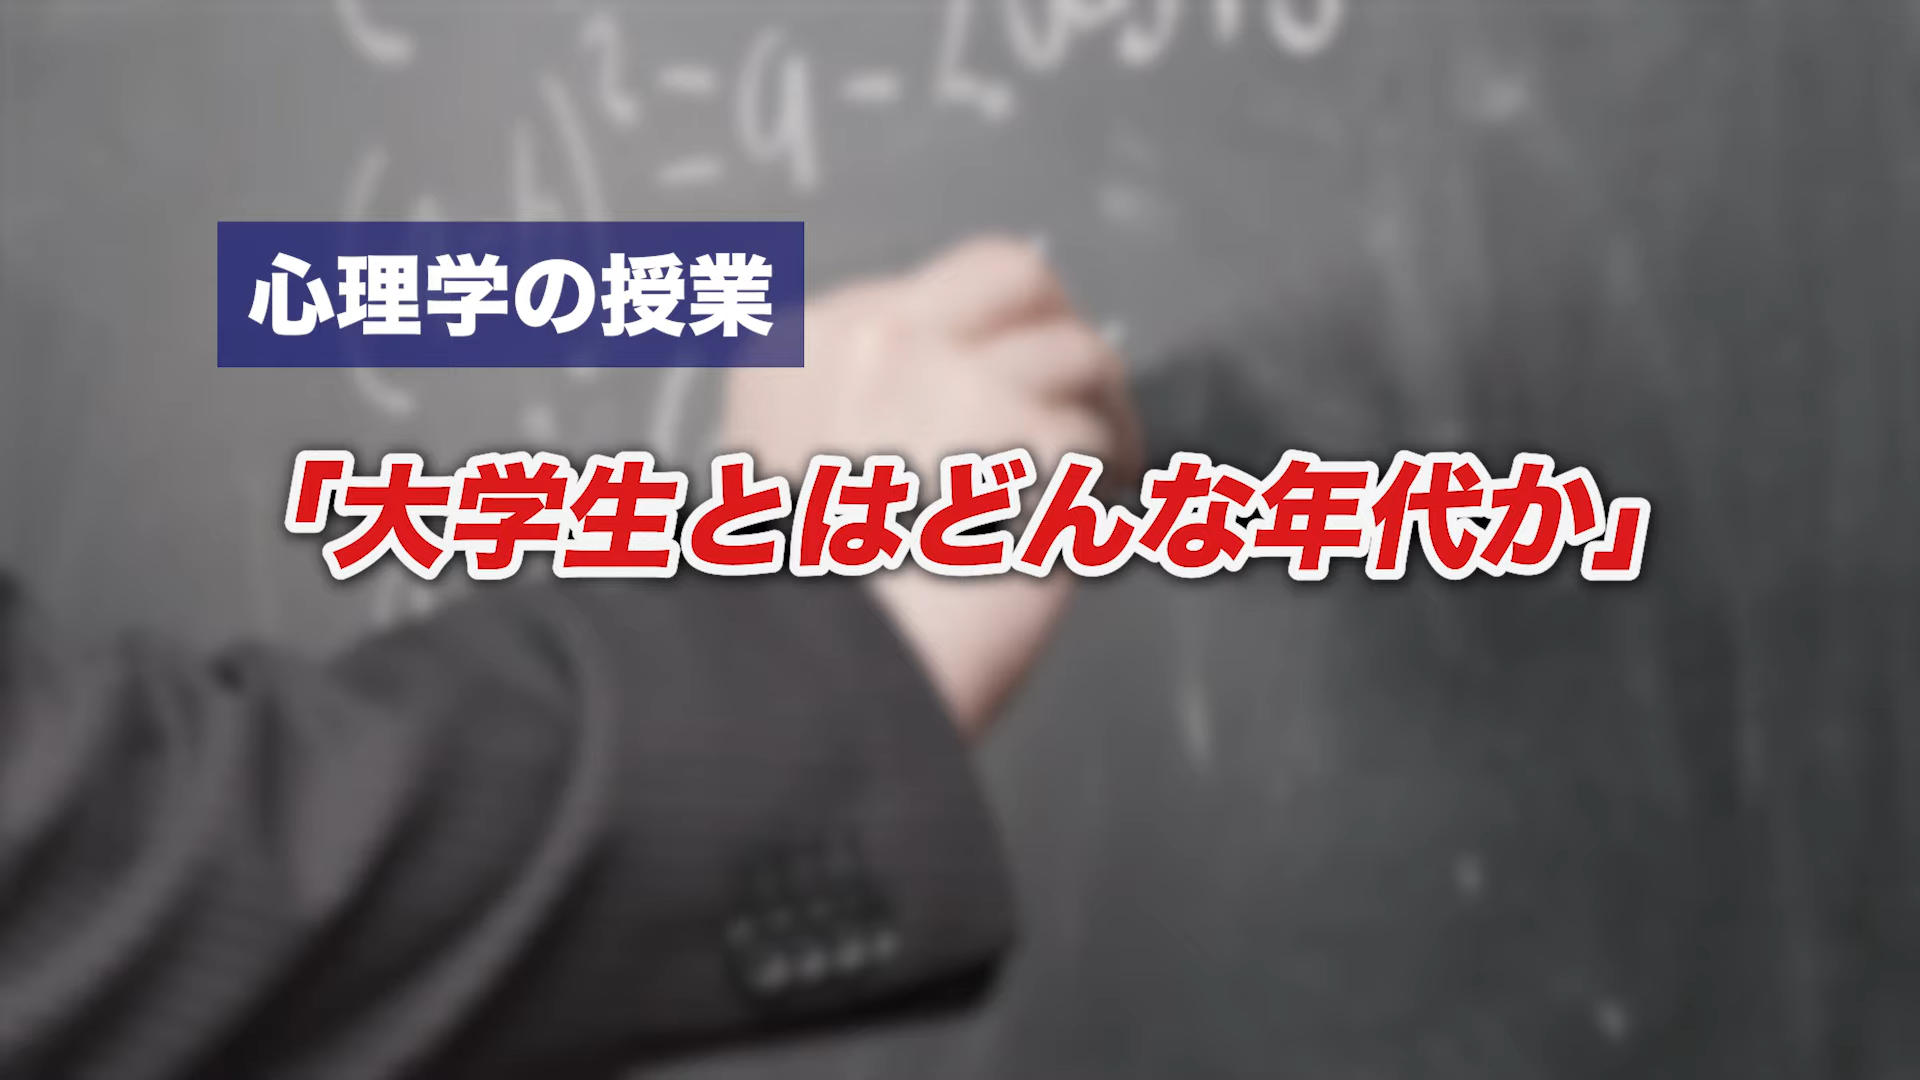 心理学の授業
「大学生とはどんな年代か」